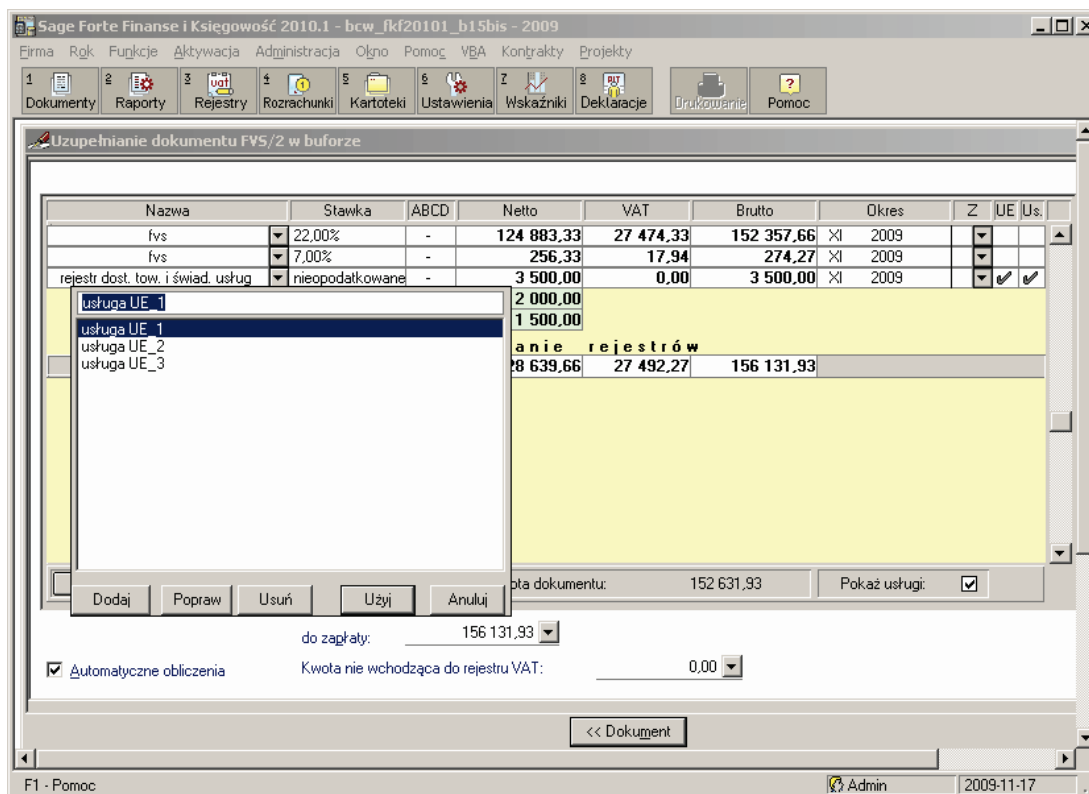 Sage Forte Finanse i Księgowość 2010.1 - bcw_fkf20101_b15bis - 2009
Firma Rok Funkcje Aktywacja Administracja Okno Pomoc VBA Kontrakty Projekty
1 2 3 4 5 6 7 8
Dokumenty Raporty Rejestry Rozrachunki Kartoteki Ustawienia Wskaźniki Deklaracje Drukowanie Pomoc
Uzupełnianie dokumentu FVS/2 w buforze
Nazwa Stawka ABCD Netto VAT Brutto Okres Z UE Us.
fvs 22,00% - 124 883,33 27 474,33 152 357,66 XI 2009
fvs 7,00% - 256,33 17,94 274,27 XI 2009
rejestr dost. tow. i świad. usług nieopodatkowane - 3 500,00 0,00 3 500,00 XI 2009
usługa UE_1 2 000,00
usługa UE_1 1 500,00
usługa UE_2 anie rejestrów
usługa UE_3 28 639,66 27 492,27 156 131,93
ota dokumentu: 152 631,93 Pokaż usługi:
Dodaj Popraw Usuń Użyj Anuluj
do zapłaty: 156 131,93
Automatyczne obliczenia Kwota nie wchodząca do rejestru VAT: 0,00
<< Dokument
F1 - Pomoc Admin 2009-11-17